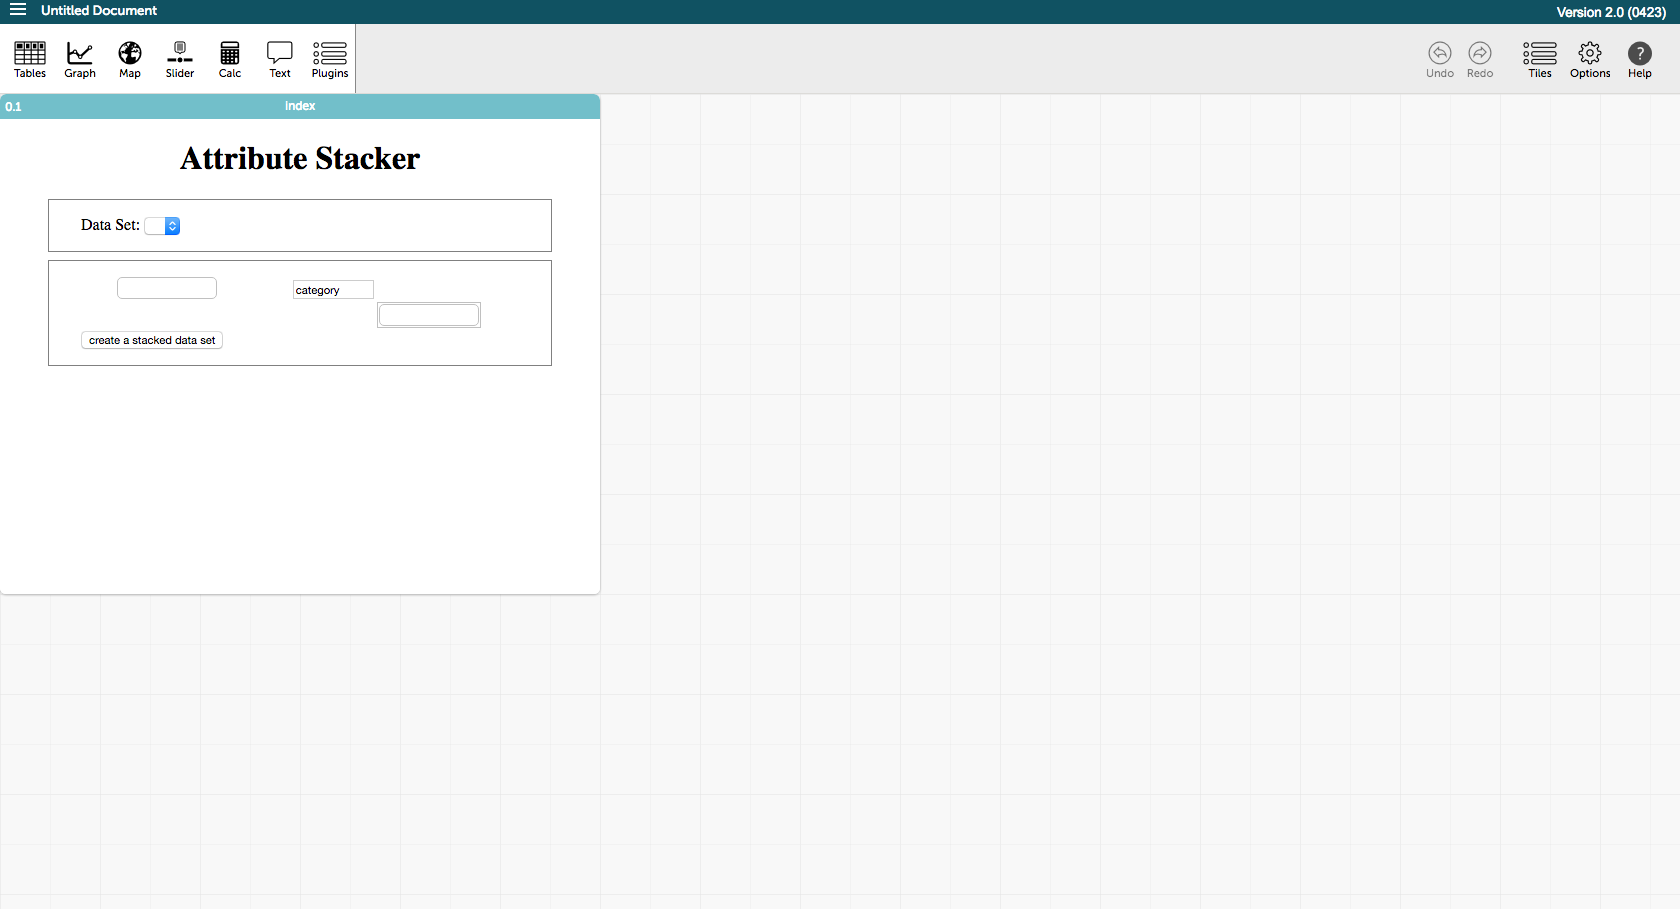 Untitled Document
Version 2.0 (0423)
Tables Graph Map Slider Calc Text Plugins
Undo Redo Tiles Options Help
0.1 Index
Attribute Stacker
Data Set:
category
create a stacked data set